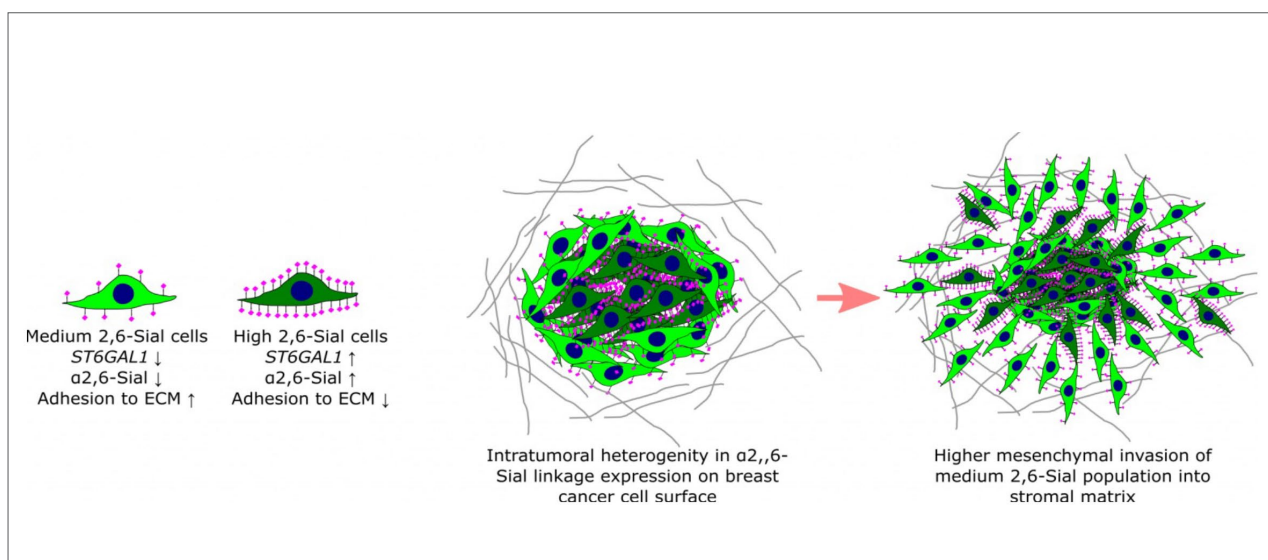 Medium 2,6-Sial cells
ST6GAL1 ↓
α2,6-Sial ↓
Adhesion to ECM ↑
High 2,6-Sial cells
ST6GAL1 ↑
α2,6-Sial ↑
Adhesion to ECM ↓
Intratumoral heterogenity in α2,,6-
Sial linkage expression on breast
cancer cell surface
Higher mesenchymal invasion of
medium 2,6-Sial population into
stromal matrix